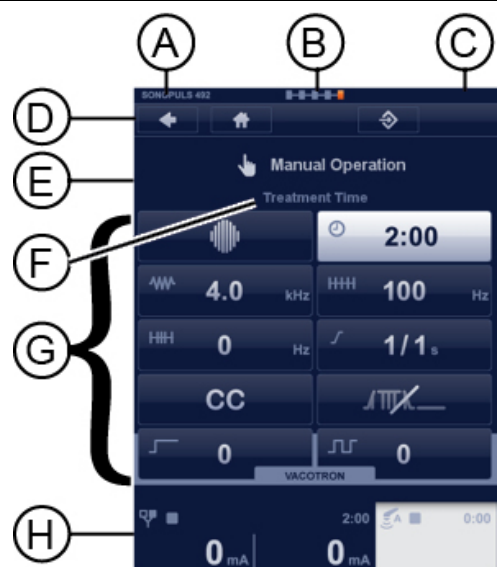 A B C
SONOPULS 492
D
E
Manual Operation
Treatment Time
F
2:00
4.0 kHz 100 Hz
G
0 Hz 1/1 s
CC
0 0
VACOTRON
H
2:00 A 0:00
0 mA 0 mA